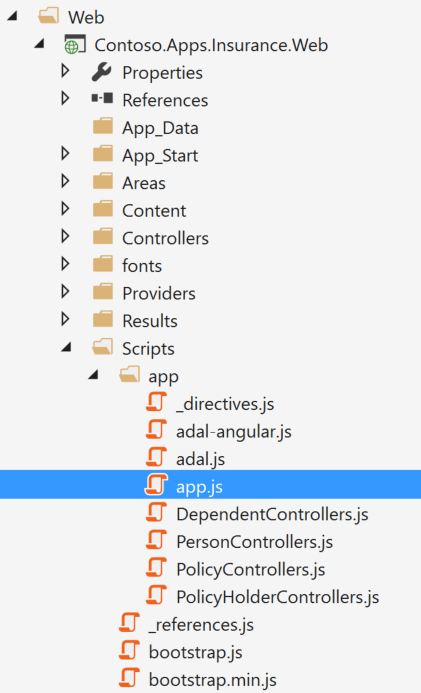 Web
Contoso.Apps.Insurance.Web
Properties
References
App_Data
App_Start
Areas
Content
Controllers
fonts
Providers
Results
Scripts
app
_directives.js
adal-angular.js
adal.js
app.js
DependentControllers.js
PersonControllers.js
PolicyControllers.js
PolicyHolderControllers.js
_references.js
bootstrap.js
bootstrap.min.js